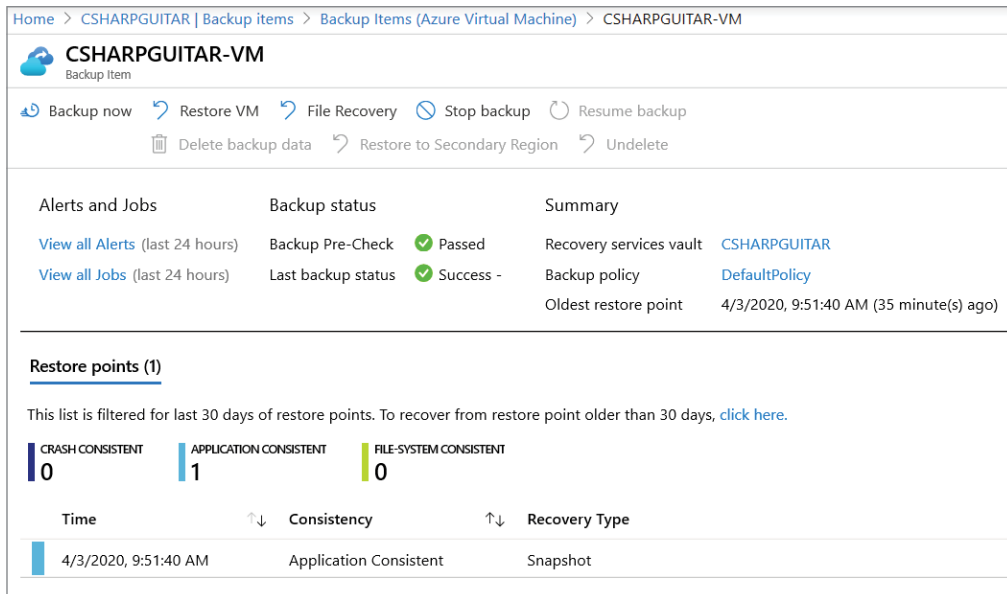 Home > CSHARPGUITAR | Backup items > Backup Items (Azure Virtual Machine) > CSHARPGUITAR-VM
CSHARPGUITAR-VM
Backup Item
Backup now Restore VM File Recovery Stop backup Resume backup
Delete backup data Restore to Secondary Region Undelete
Alerts and Jobs Backup status Summary
View all Alerts (last 24 hours) Backup Pre-Check Passed Recovery services vault CSHARPGUITAR
View all Jobs (last 24 hours) Last backup status Success - Backup policy DefaultPolicy
Oldest restore point 4/3/2020, 9:51:40 AM (35 minute(s) ago)
Restore points (1)
This list is filtered for last 30 days of restore points. To recover from restore point older than 30 days, click here.
CRASH CONSISTENT APPLICATION CONSISTENT FILE-SYSTEM CONSISTENT
0 1 0
Time Consistency Recovery Type
4/3/2020, 9:51:40 AM Application Consistent Snapshot